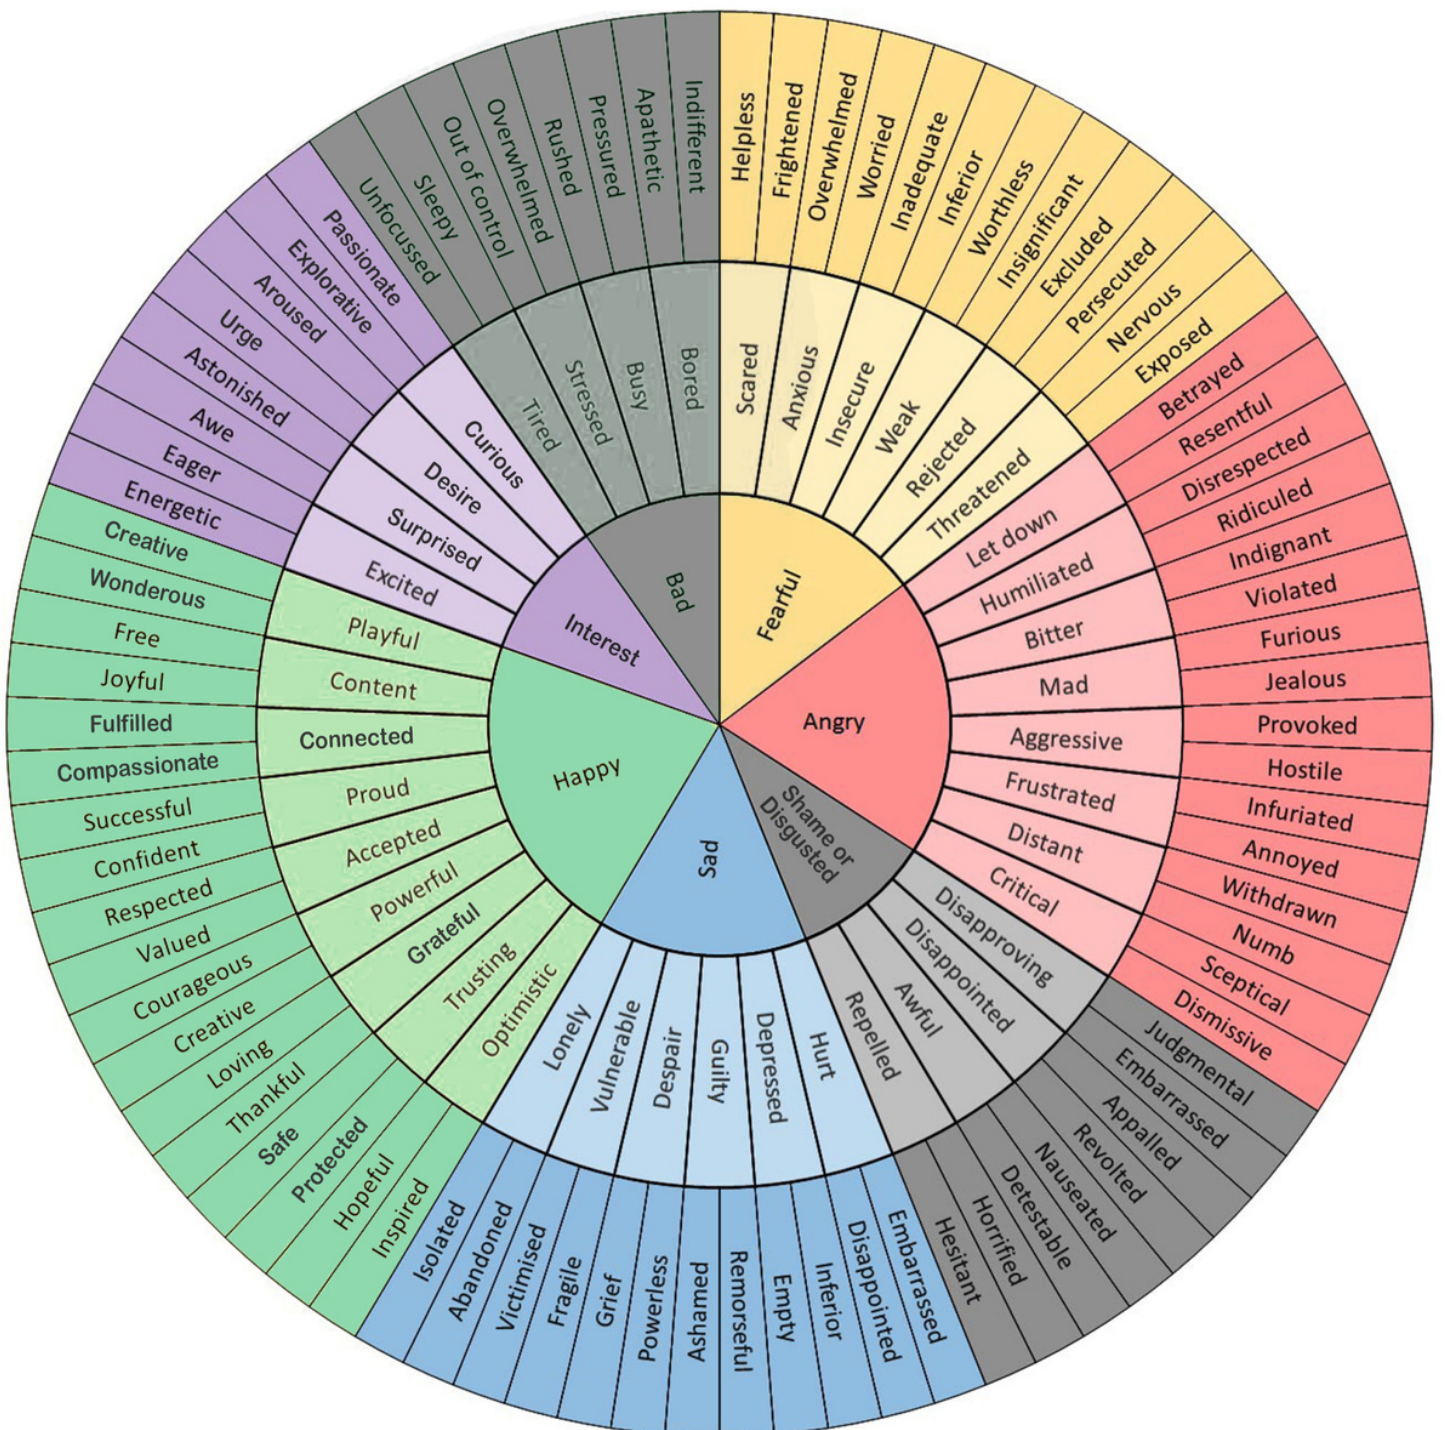 Fearful
Angry
Shame or
Disgusted
Sad
Happy
Interest
Bad
Scared
Anxious
Insecure
Weak
Rejected
Threatened
Let down
Humiliated
Bitter
Mad
Aggressive
Frustrated
Distant
Critical
Disapproving
Disappointed
Awful
Repelled
Hurt
Depressed
Guilty
Despair
Vulnerable
Lonely
Optimistic
Trusting
Grateful
Powerful
Accepted
Proud
Connected
Content
Playful
Excited
Surprised
Desire
Curious
Tired
Stressed
Busy
Bored
Helpless
Frightened
Overwhelmed
Worried
Inadequate
Inferior
Worthless
Insignificant
Excluded
Persecuted
Nervous
Exposed
Betrayed
Resentful
Disrespected
Ridiculed
Indignant
Violated
Furious
Jealous
Provoked
Hostile
Infuriated
Annoyed
Withdrawn
Numb
Sceptical
Dismissive
Judgmental
Embarrassed
Appalled
Revolted
Nauseated
Detestable
Horrified
Hesitant
Embarrassed
Disappointed
Inferior
Empty
Remorseful
Ashamed
Powerless
Grief
Fragile
Victimised
Abandoned
Isolated
Inspired
Hopeful
Protected
Safe
Thankful
Loving
Creative
Courageous
Valued
Respected
Confident
Successful
Compassionate
Fulfilled
Joyful
Free
Wonderous
Creative
Energetic
Eager
Awe
Astonished
Urge
Aroused
Explorative
Passionate
Unfocussed
Sleepy
Out of control
Overwhelmed
Rushed
Pressured
Apathetic
Indifferent